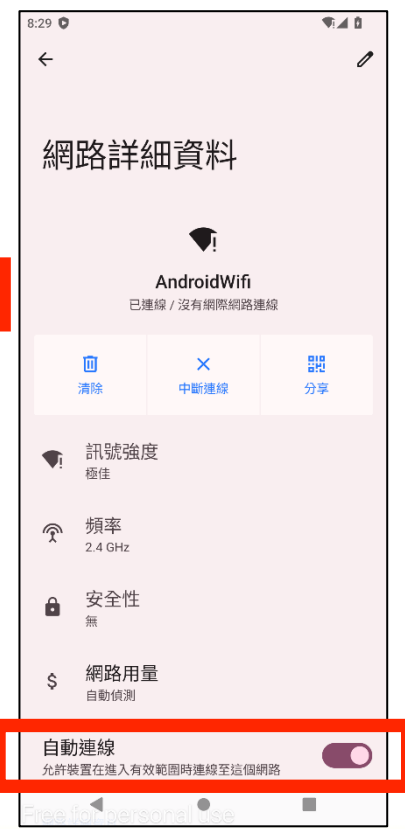 8:29
網路詳細資料
AndroidWifi
已連線 / 沒有網際網路連線
清除
中斷連線
分享
訊號強度
極佳
頻率
2.4 GHz
安全性
無
網路用量
自動偵測
自動連線
允許裝置在進入有效範圍時連線至這個網路
Free for personal use